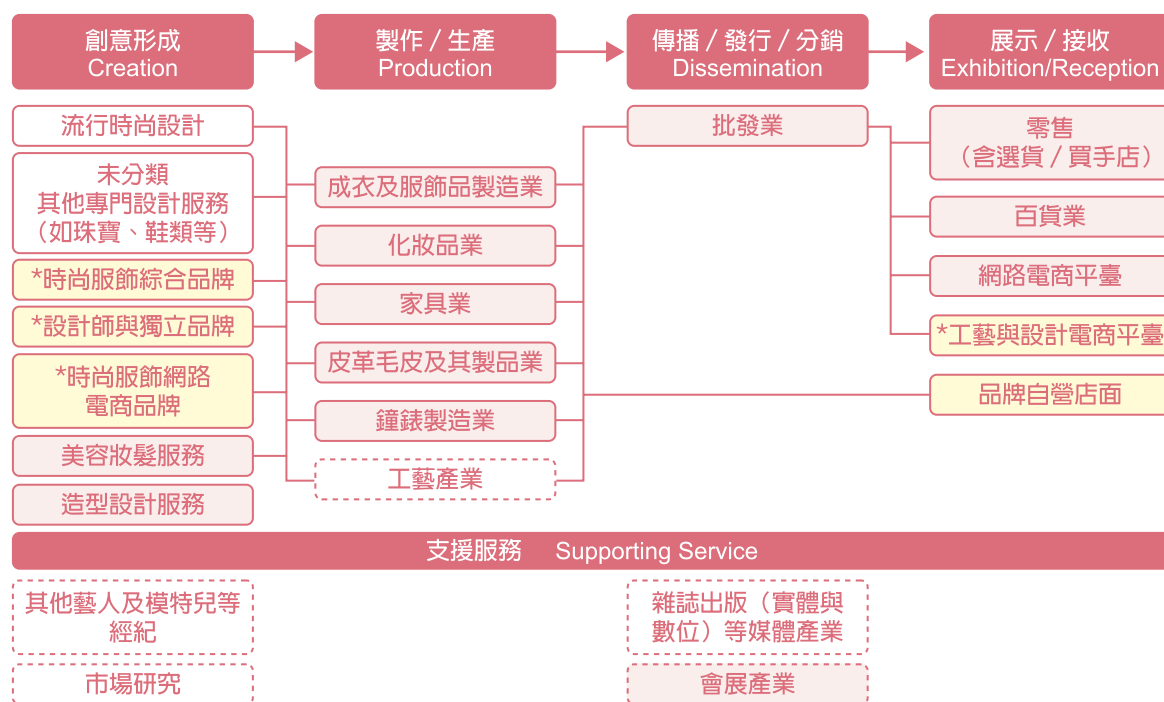 創意形成
Creation
製作 / 生產
Production
傳播 / 發行 / 分銷
Dissemination
展示 / 接收
Exhibition/Reception
流行時尚設計
未分類
其他專門設計服務
（如珠寶、鞋類等）
*時尚服飾綜合品牌
*設計師與獨立品牌
*時尚服飾網路
電商品牌
美容妝髮服務
造型設計服務
成衣及服飾品製造業
化妝品業
家具業
皮革毛皮及其製品業
鐘錶製造業
工藝產業
批發業
零售
（含選貨 / 買手店）
百貨業
網路電商平臺
*工藝與設計電商平臺
品牌自營店面
支援服務 Supporting Service
其他藝人及模特兒等
經紀
市場研究
雜誌出版（實體與
數位）等媒體產業
會展產業